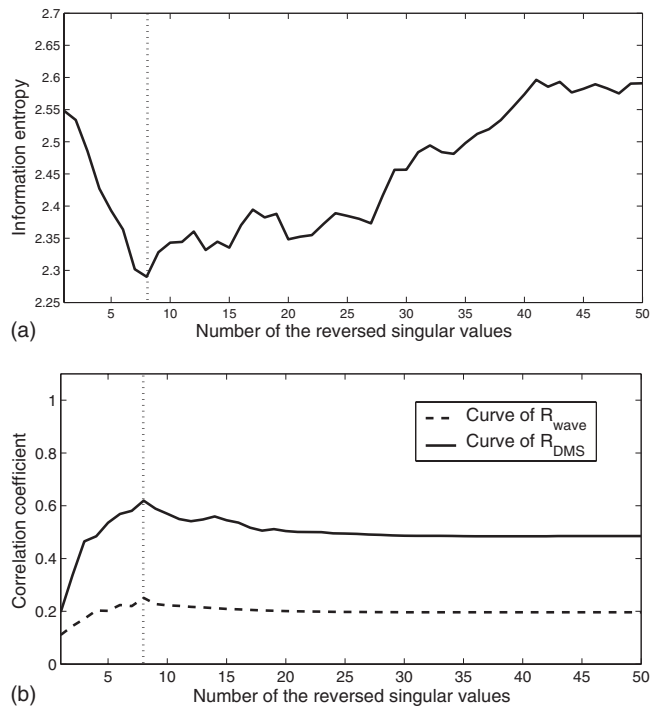 2.7
2.65
2.6
2.55
2.5
2.45
2.4
2.35
2.3
2.25
Information entropy
5 10 15 20 25 30 35 40 45 50
(a)
Number of the reversed singular values
1
0.8
0.6
0.4
0.2
0
Correlation coefficient
Curve of R_wave
Curve of R_DMS
5 10 15 20 25 30 35 40 45 50
(b)
Number of the reversed singular values